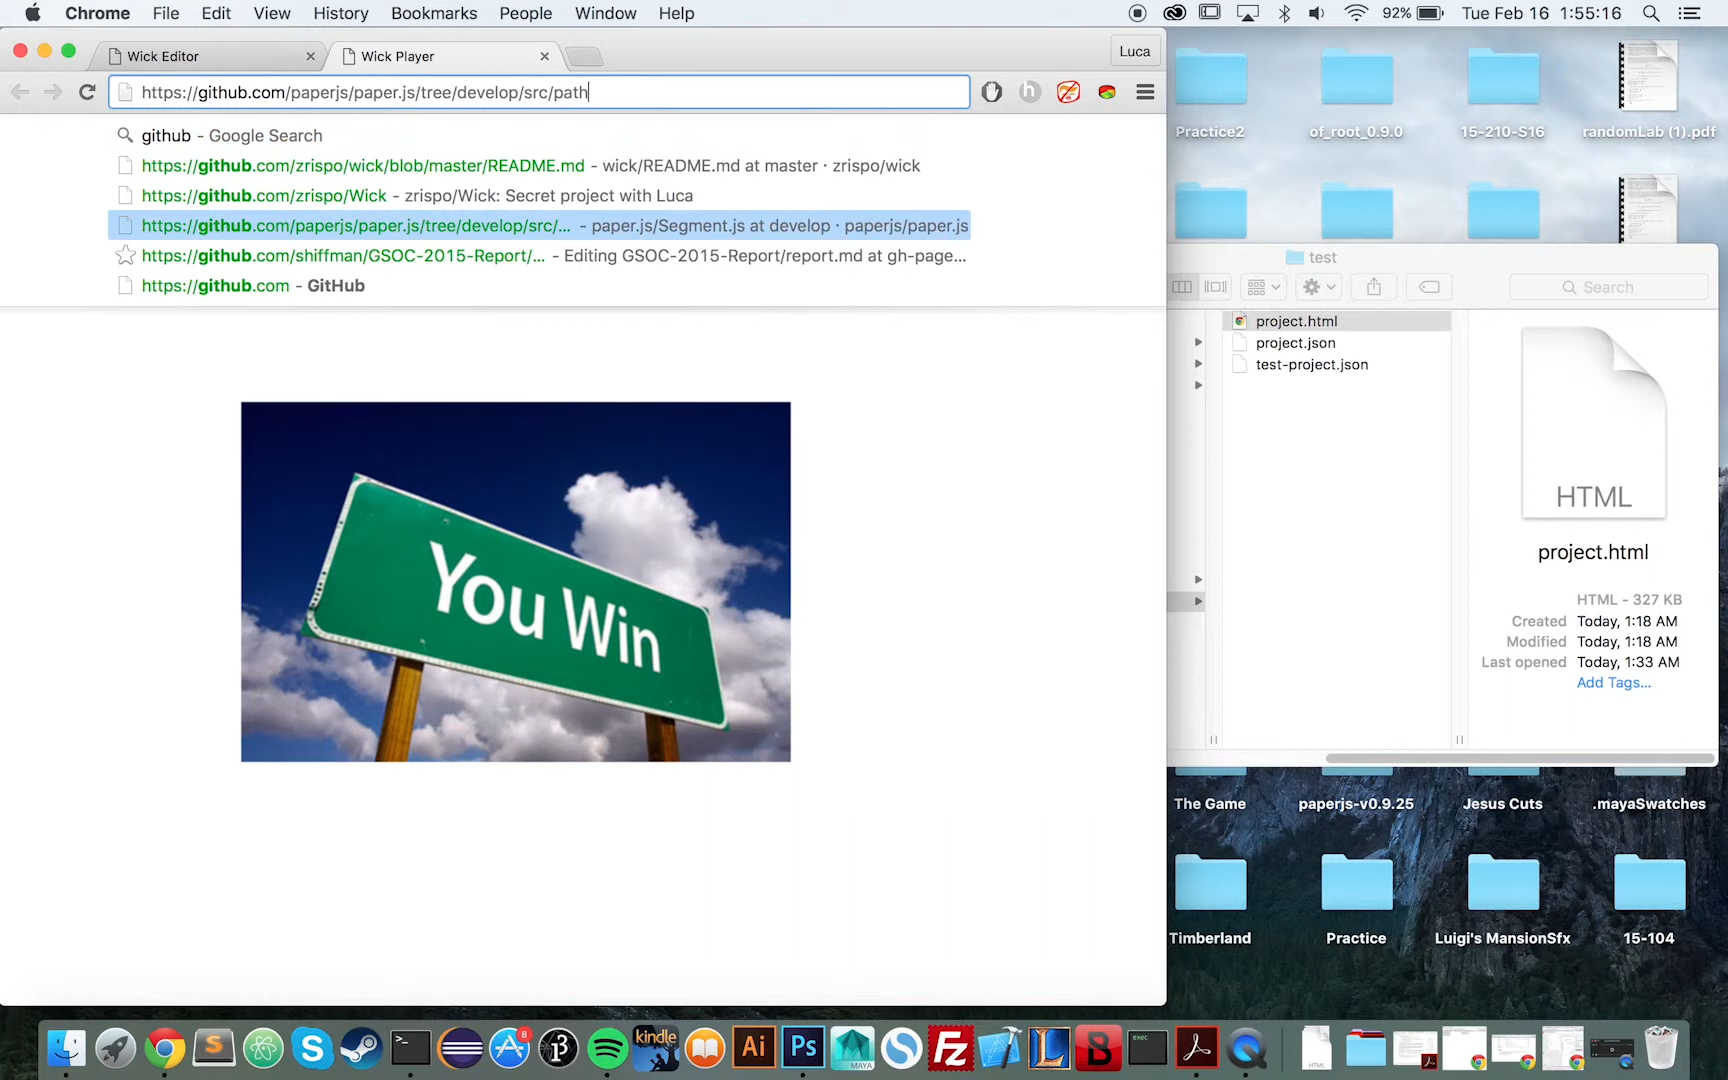 Chrome File Edit View History Bookmarks People Window Help
92% Tue Feb 16 1:55:16
Wick Editor
Wick Player
Luca
https://github.com/paperjs/paper.js/tree/develop/src/path
github - Google Search
https://github.com/zrispo/wick/blob/master/README.md - wick/README.md at master · zrispo/wick
https://github.com/zrispo/Wick - zrispo/Wick: Secret project with Luca
https://github.com/paperjs/paper.js/tree/develop/src/... - paper.js/Segment.js at develop · paperjs/paper.js
https://github.com/shiffman/GSOC-2015-Report/... - Editing GSOC-2015-Report/report.md at gh-page...
https://github.com - GitHub
You Win
Practice2
of_root_0.9.0
15-210-S16
randomLab (1).pdf
test
Search
project.html
project.json
test-project.json
HTML
project.html
HTML - 327 KB
Created Today, 1:18 AM
Modified Today, 1:18 AM
Last opened Today, 1:33 AM
Add Tags...
The Game
paperjs-v0.9.25
Jesus Cuts
.mayaSwatches
Timberland
Practice
Luigi's MansionSfx
15-104
8
kindle
Ai
Ps
MAYA
Fz
L
B
exec
HTML